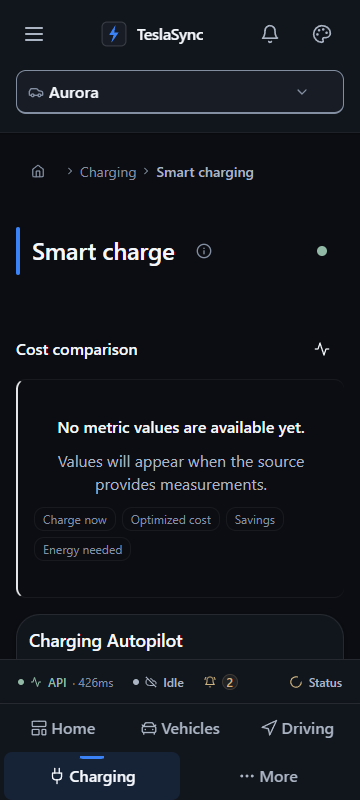 TeslaSync
Aurora
Charging
Smart charging
Smart charge
Cost comparison
No metric values are available yet.
Values will appear when the source
provides measurements.
Charge now
Optimized cost
Savings
Energy needed
Charging Autopilot
API · 426ms
Idle
2
Status
Home
Vehicles
Driving
Charging
More